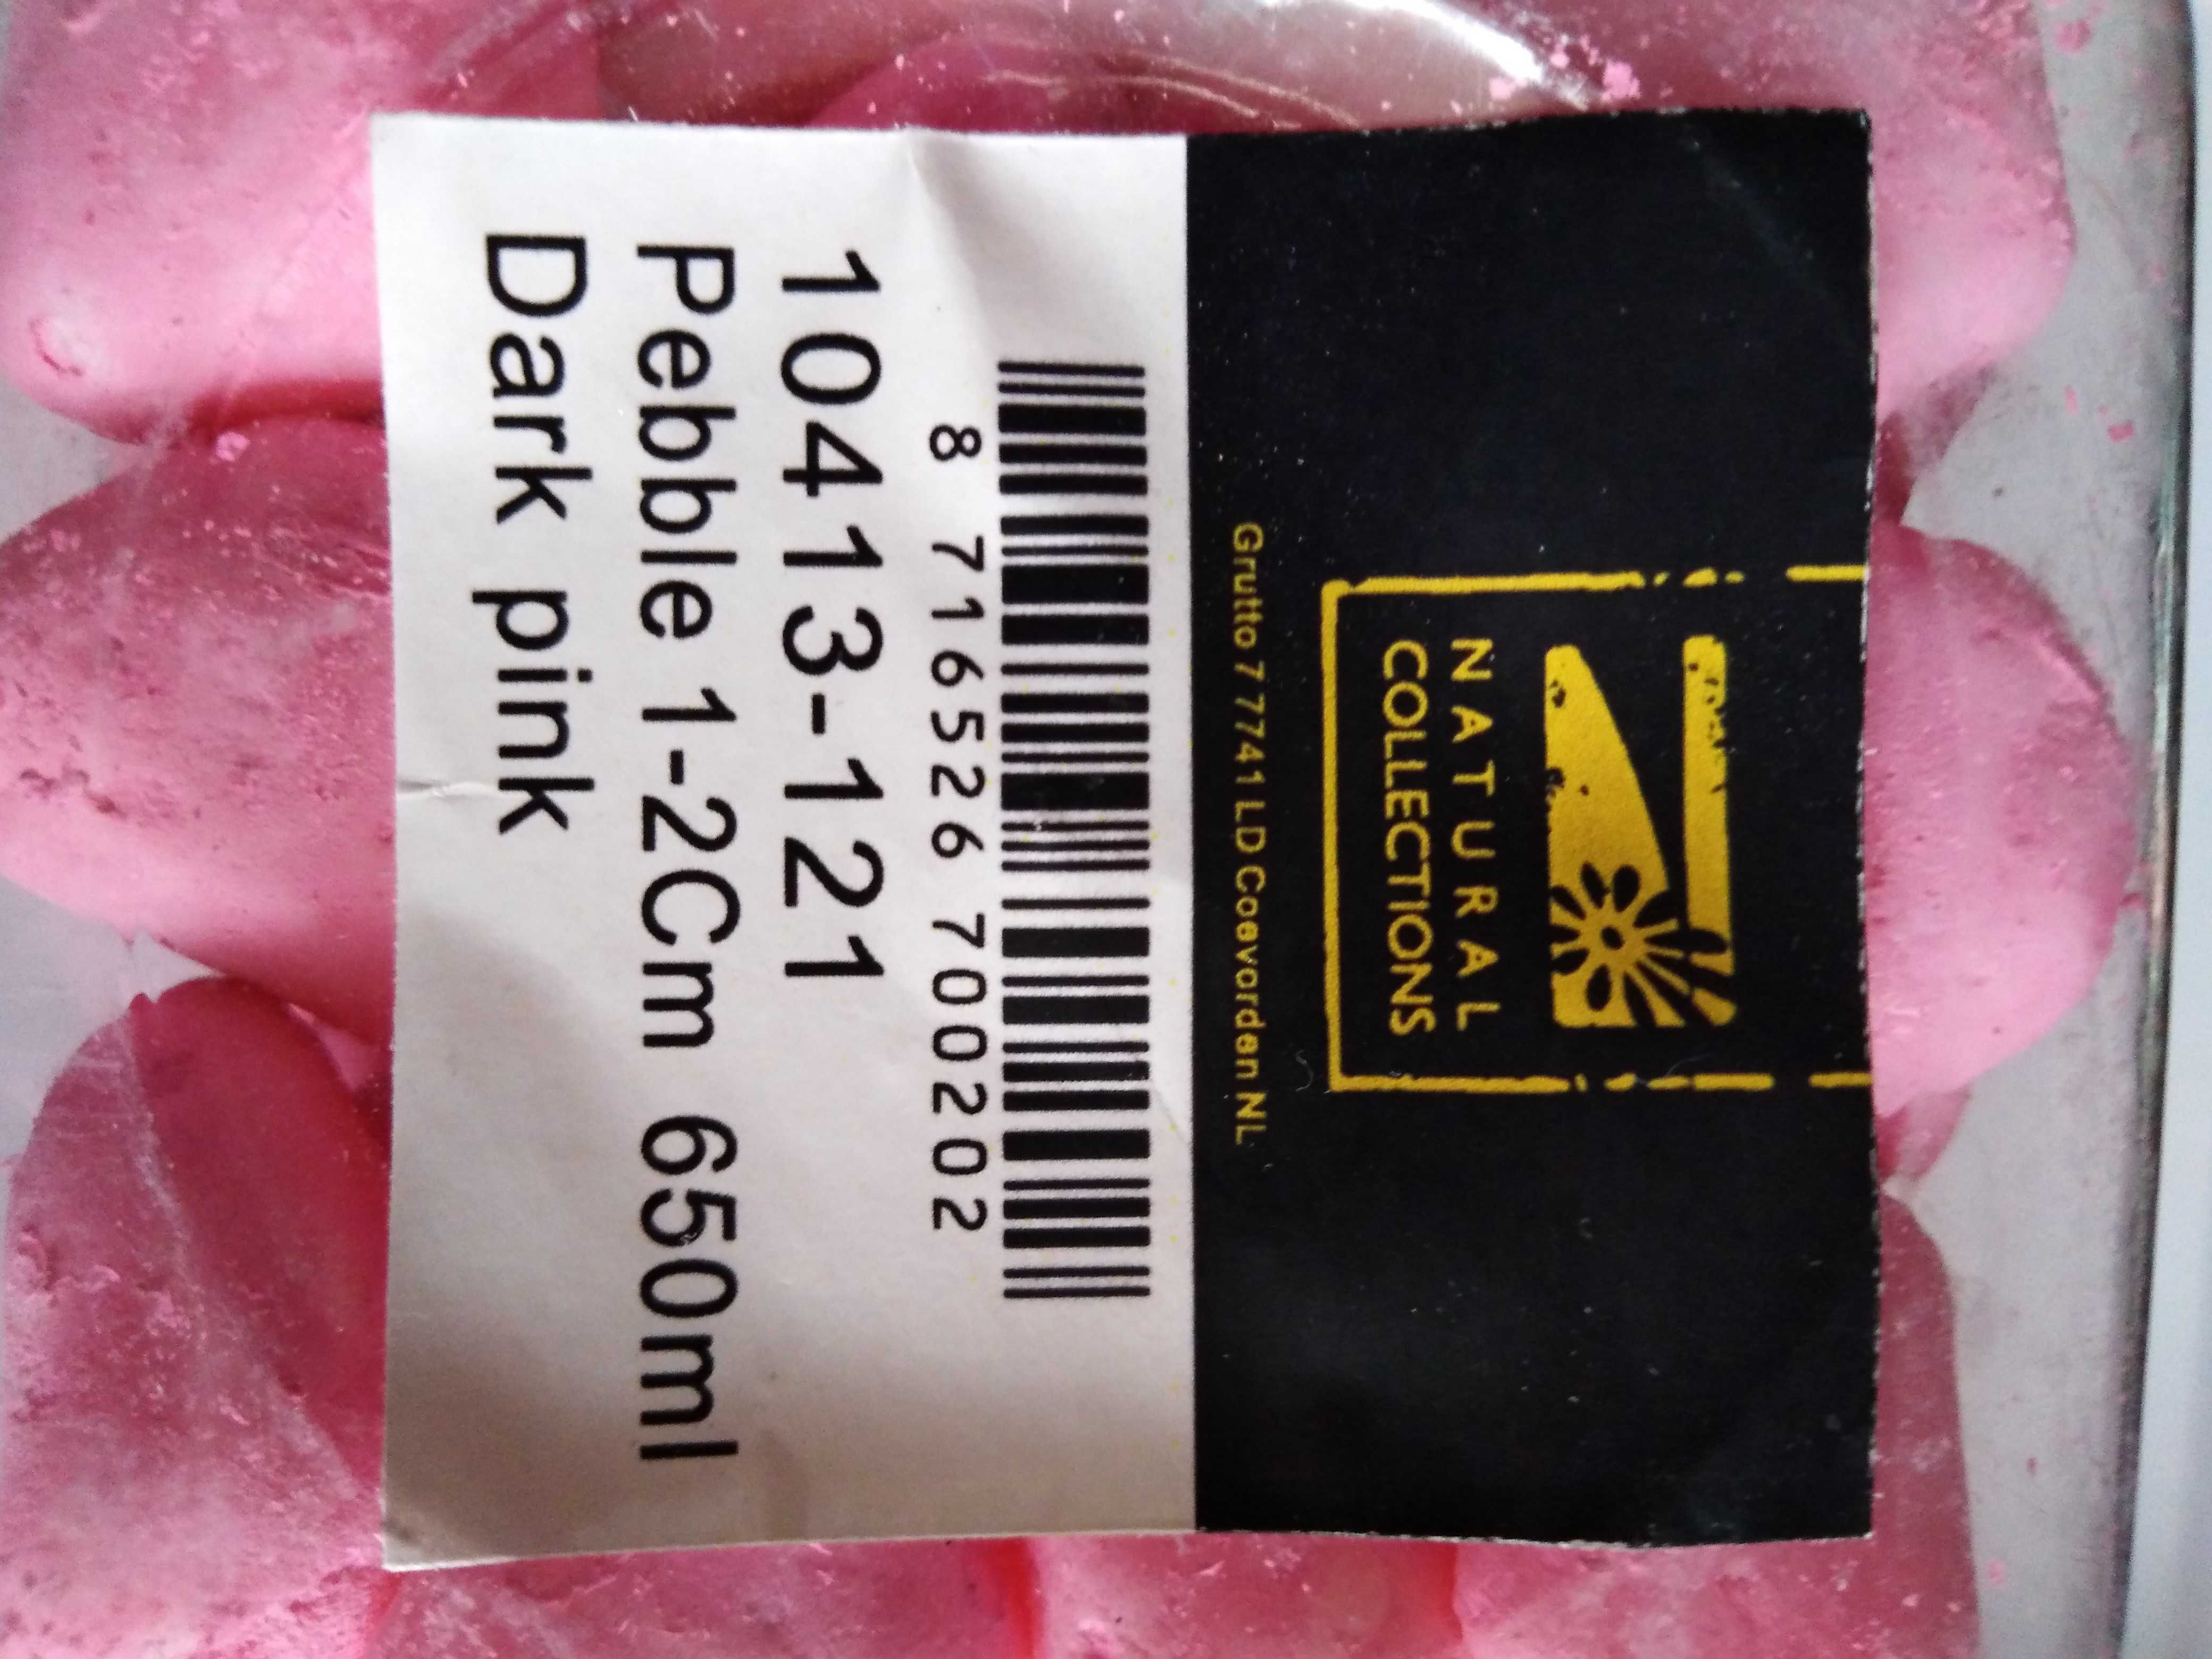 NATURAL
COLLECTIONS
Grutto 7 7741 LD Coevorden NL
8 716526 700202
10413-121
Pebble 1-2Cm 650ml
Dark pink